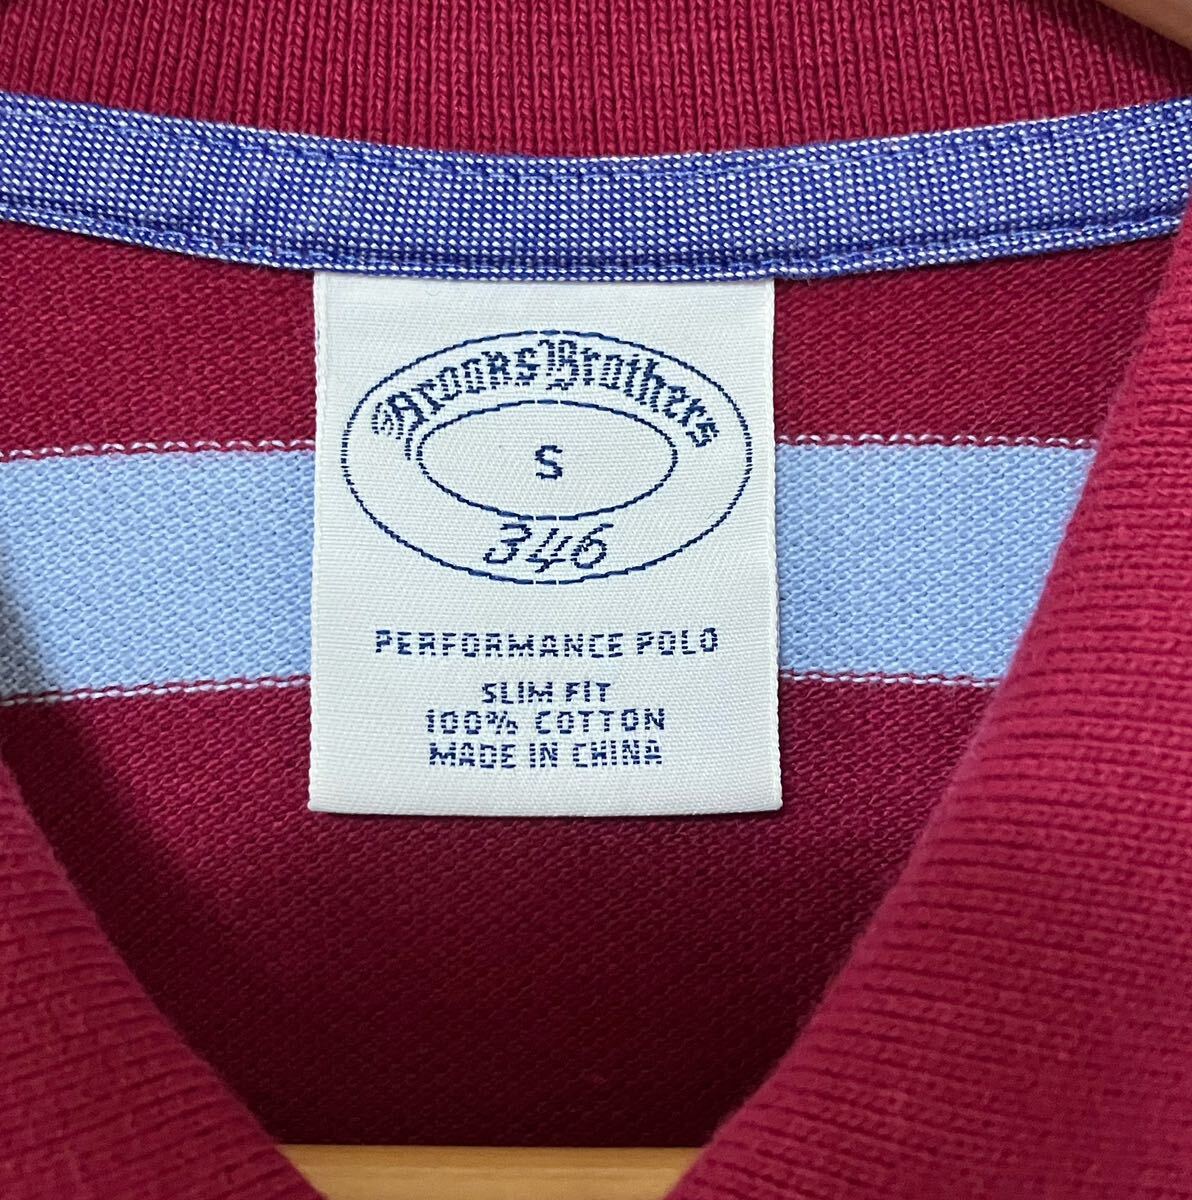 Brooks Brothers
S
346
PERFORMANCE POLO
SLIM FIT
100% COTTON
MADE IN CHINA